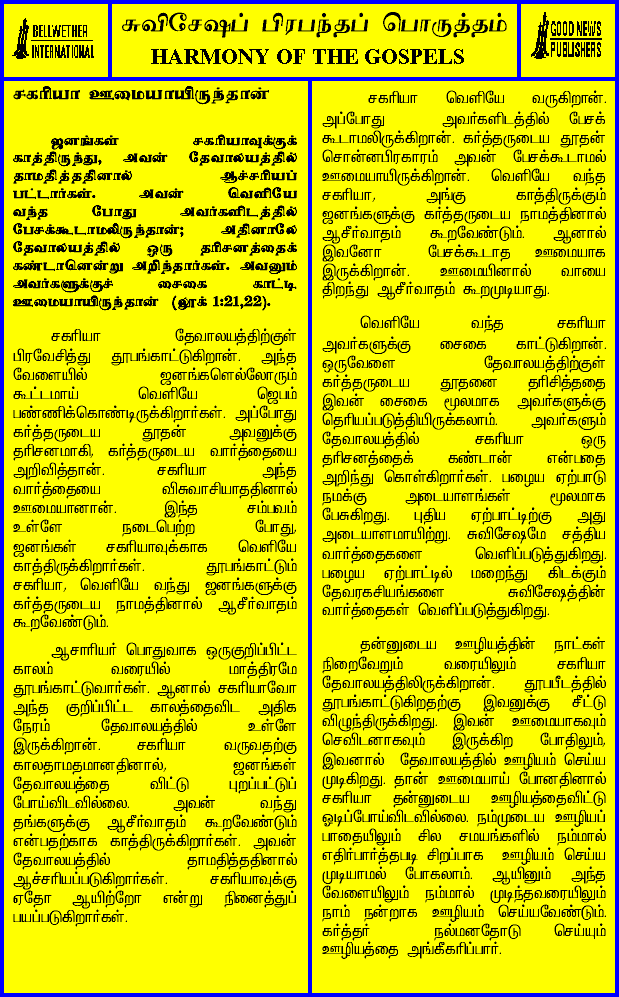 BELLWETHER
INTERNATIONAL
சுவிசேஷப் பிரபந்தப் பொருத்தம்
HARMONY OF THE GOSPELS
GOOD NEWS
PUBLISHERS
சகரியா ஊமையாயிருந்தான்
ஜனங்கள் சகரியாவுக்குக்
காத்திருந்து, அவன் தேவாலயத்தில்
தாமதித்ததினால் ஆச்சரியப்
பட்டார்கள். அவன் வெளியே
வந்த போது அவர்களிடத்தில்
பேசக்கூடாமலிருந்தான்; அதினாலே
தேவாலயத்தில் ஒரு தரிசனத்தைக்
கண்டானென்று அறிந்தார்கள். அவனும்
அவர்களுக்குச் சைகை காட்டி,
ஊமையாயிருந்தான் (லூக் 1:21,22).
சகரியா தேவாலயத்திற்குள்
பிரவேசித்து தூபங்காட்டுகிறான். அந்த
வேளையில் ஜனங்களெல்லோரும்
கூட்டமாய் வெளியே ஜெபம்
பண்ணிக்கொண்டிருக்கிறார்கள். அப்போது
கர்த்தருடைய தூதன் அவனுக்கு
தரிசனமாகி, கர்த்தருடைய வார்த்தையை
அறிவித்தான். சகரியா அந்த
வார்த்தையை விசுவாசியாததினால்
ஊமையானான். இந்த சம்பவம்
உள்ளே நடைபெற்ற போது,
ஜனங்கள் சகரியாவுக்காக வெளியே
காத்திருக்கிறார்கள். தூபங்காட்டும்
சகரியா, வெளியே வந்து ஜனங்களுக்கு
கர்த்தருடைய நாமத்தினால் ஆசீர்வாதம்
கூறவேண்டும்.
ஆசாரியர் பொதுவாக ஒருகுறிப்பிட்ட
காலம் வரையில் மாத்திரமே
தூபங்காட்டுவார்கள். ஆனால் சகரியாவோ
அந்த குறிப்பிட்ட காலத்தைவிட அதிக
நேரம் தேவாலயத்தில் உள்ளே
இருக்கிறான். சகரியா வருவதற்கு
காலதாமதமானதினால், ஜனங்கள்
தேவாலயத்தை விட்டு புறப்பட்டுப்
போய்விடவில்லை. அவன் வந்து
தங்களுக்கு ஆசீர்வாதம் கூறவேண்டும்
என்பதற்காக காத்திருக்கிறார்கள். அவன்
தேவாலயத்தில் தாமதித்ததினால்
ஆச்சரியப்படுகிறார்கள். சகரியாவுக்கு
ஏதோ ஆயிற்றோ என்று நினைத்துப்
பயப்படுகிறார்கள்.
சகரியா வெளியே வருகிறான்.
அப்போது அவர்களிடத்தில் பேசக்
கூடாமலிருக்கிறான். கர்த்தருடைய தூதன்
சொன்னபிரகாரம் அவன் பேசக்கூடாமல்
ஊமையாயிருக்கிறான். வெளியே வந்த
சகரியா, அங்கு காத்திருக்கும்
ஜனங்களுக்கு கர்த்தருடைய நாமத்தினால்
ஆசீர்வாதம் கூறவேண்டும். ஆனால்
இவனோ பேசக்கூடாத ஊமையாக
இருக்கிறான். ஊமையினால் வாயை
திறந்து ஆசீர்வாதம் கூறமுடியாது.
வெளியே வந்த சகரியா
அவர்களுக்கு சைகை காட்டுகிறான்.
ஒருவேளை தேவாலயத்திற்குள்
கர்த்தருடைய தூதனை தரிசித்ததை
இவன் சைகை மூலமாக அவர்களுக்கு
தெரியப்படுத்தியிருக்கலாம். அவர்களும்
தேவாலயத்தில் சகரியா ஒரு
தரிசனத்தைக் கண்டான் என்பதை
அறிந்து கொள்கிறார்கள். பழைய ஏற்பாடு
நமக்கு அடையாளங்கள் மூலமாக
பேசுகிறது. புதிய ஏற்பாட்டிற்கு அது
அடையாளமாயிற்று. சுவிசேஷமே சத்திய
வார்த்தைகளை வெளிப்படுத்துகிறது.
பழைய ஏற்பாட்டில் மறைந்து கிடக்கும்
தேவரகசியங்களை சுவிசேஷத்தின்
வார்த்தைகள் வெளிப்படுத்துகிறது.
தன்னுடைய ஊழியத்தின் நாட்கள்
நிறைவேறும் வரையிலும் சகரியா
தேவாலயத்திலிருக்கிறான். தூபபீடத்தில்
தூபங்காட்டுகிறதற்கு இவனுக்கு சீட்டு
விழுந்திருக்கிறது. இவன் ஊமையாகவும்
செவிடனாகவும் இருக்கிற போதிலும்,
இவனால் தேவாலயத்தில் ஊழியம் செய்ய
முடிகிறது. தான் ஊமையாய் போனதினால்
சகரியா தன்னுடைய ஊழியத்தைவிட்டு
ஓடிப்போய்விடவில்லை. நம்முடைய ஊழியப்
பாதையிலும் சில சமயங்களில் நம்மால்
எதிர்பார்த்தபடி சிறப்பாக ஊழியம் செய்ய
முடியாமல் போகலாம். ஆயினும் அந்த
வேளையிலும் நம்மால் முடிந்தவரையிலும்
நாம் நன்றாக ஊழியம் செய்யவேண்டும்.
கர்த்தர் நல்மனதோடு செய்யும்
ஊழியத்தை அங்கீகரிப்பார்.